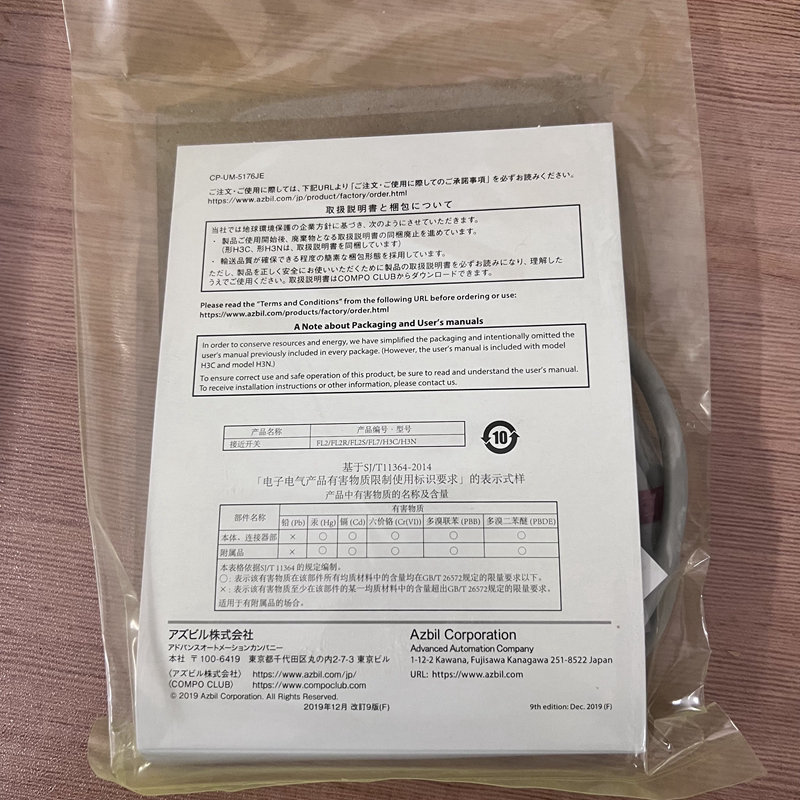 CP-UM-5176JE
ご注文・ご使用に際しては、下記URLより「ご注文・ご使用に際してのご承諾事項」を必ずお読みください。
https://www.azbil.com/jp/product/factory/order.html
取扱説明書と梱包について
当社では地球環境保護の企業方針に基づき、次のようにさせていただきます。
・ 製品ご使用開始後、廃棄物となる取扱説明書の同梱廃止を進めています。
(形H3C、形H3Nは、取扱説明書を同梱しています)
・ 輸送品質が確保できる程度の簡素な梱包形態を採用しています。
ただし、製品を正しく安全にお使いいただくために製品の取扱説明書を必ずお読みになり、理解した
うえでご使用ください。取扱説明書はCOMPO CLUBからダウンロードできます。
Please read the "Terms and Conditions" from the following URL before ordering or use:
https://www.azbil.com/products/factory/order.html
A Note about Packaging and User's manuals
In order to conserve resources and energy, we have simplified the packaging and intentionally omitted the
user's manual previously included in every package. (However, the user's manual is included with model
H3C and model H3N.)
To ensure correct use and safe operation of this product, be sure to read and understand the user's manual.
To receive installation instructions or other information, please contact us.
产品名称 产品编号・型号
接近开关 FL2/FL2R/FL2S/FL7/H3C/H3N
10
基于SJ/T11364-2014
「电子电气产品有害物质限制使用标识要求」的表示式样
产品中有害物质的名称及含量
部件名称 有害物质
铅 (Pb) 汞 (Hg) 镉 (Cd) 六价铬 (Cr(VI)) 多溴联苯 (PBB) 多溴二苯醚 (PBDE)
本体、连接器部 × ○ ○ ○ ○ ○
附属品 × ○ ○ ○ ○ ○
本表格依据SJ/T 11364 的规定编制。
○: 表示该有害物质在该部件所有均质材料中的含量均在GB/T 26572规定的限量要求以下。
×: 表示该有害物质至少在该部件的某一均质材料中的含量超出GB/T 26572规定的限量要求。
适用于有附属品的场合。
アズビル株式会社
アドバンスオートメーションカンパニー
本社 〒100-6419 東京都千代田区丸の内2-7-3 東京ビル
〈アズビル株式会社〉 https://www.azbil.com/jp/
〈COMPO CLUB〉 https://www.compoclub.com
© 2019 Azbil Corporation. All Rights Reserved.
2019年12月 改訂9版(F)
Azbil Corporation
Advanced Automation Company
1-12-2 Kawana, Fujisawa Kanagawa 251-8522 Japan
URL: https://www.azbil.com
9th edition: Dec. 2019 (F)